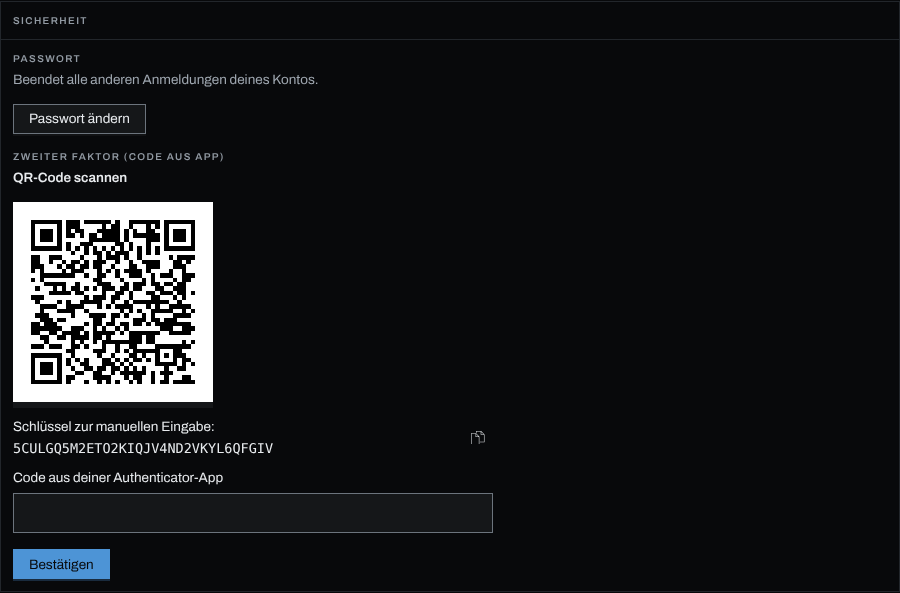 SICHERHEIT
PASSWORT
Beendet alle anderen Anmeldungen deines Kontos.
Passwort ändern
ZWEITER FAKTOR (CODE AUS APP)
QR-Code scannen
Schlüssel zur manuellen Eingabe:
5CULGQ5M2ETO2KIQJV4ND2VKYL6QFGIV
Code aus deiner Authenticator-App
Bestätigen